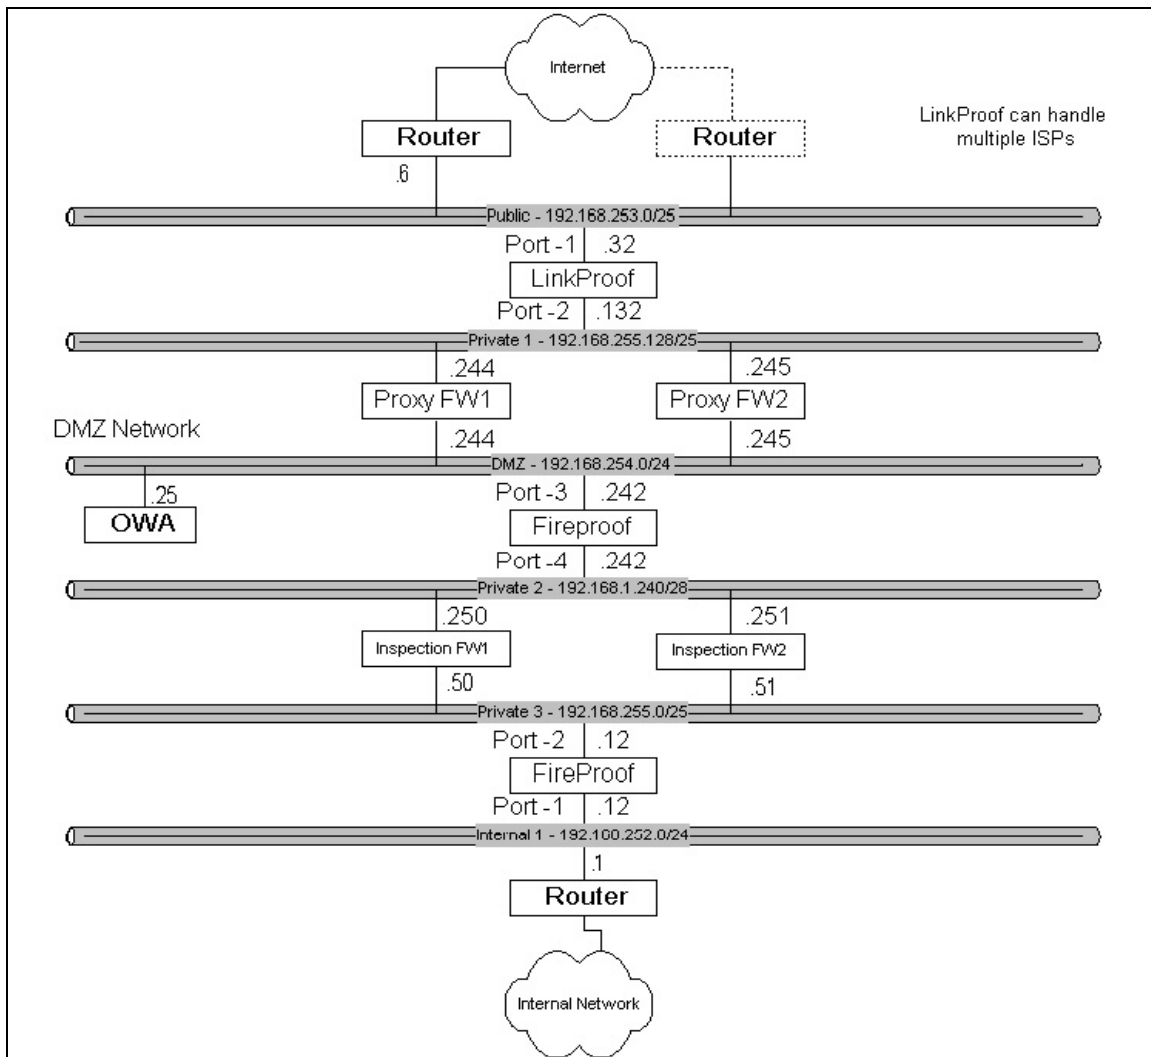 Internet
Router
Router
LinkProof can handle
multiple ISPs
.6
Public - 192.168.253.0/25
Port -1 .32
LinkProof
Port -2 .132
Private 1 - 192.168.255.128/25
.244 .245
Proxy FW1 Proxy FW2
DMZ Network
.244 .245
DMZ - 192.168.254.0/24
.25
OWA
Port -3 .242
Fireproof
Port -4 .242
Private 2 - 192.168.1.240/28
.250 .251
Inspection FW1 Inspection FW2
.50 .51
Private 3 - 192.168.255.0/25
Port -2 .12
FireProof
Port -1 .12
Internal 1 - 192.168.252.0/24
.1
Router
Internal Network